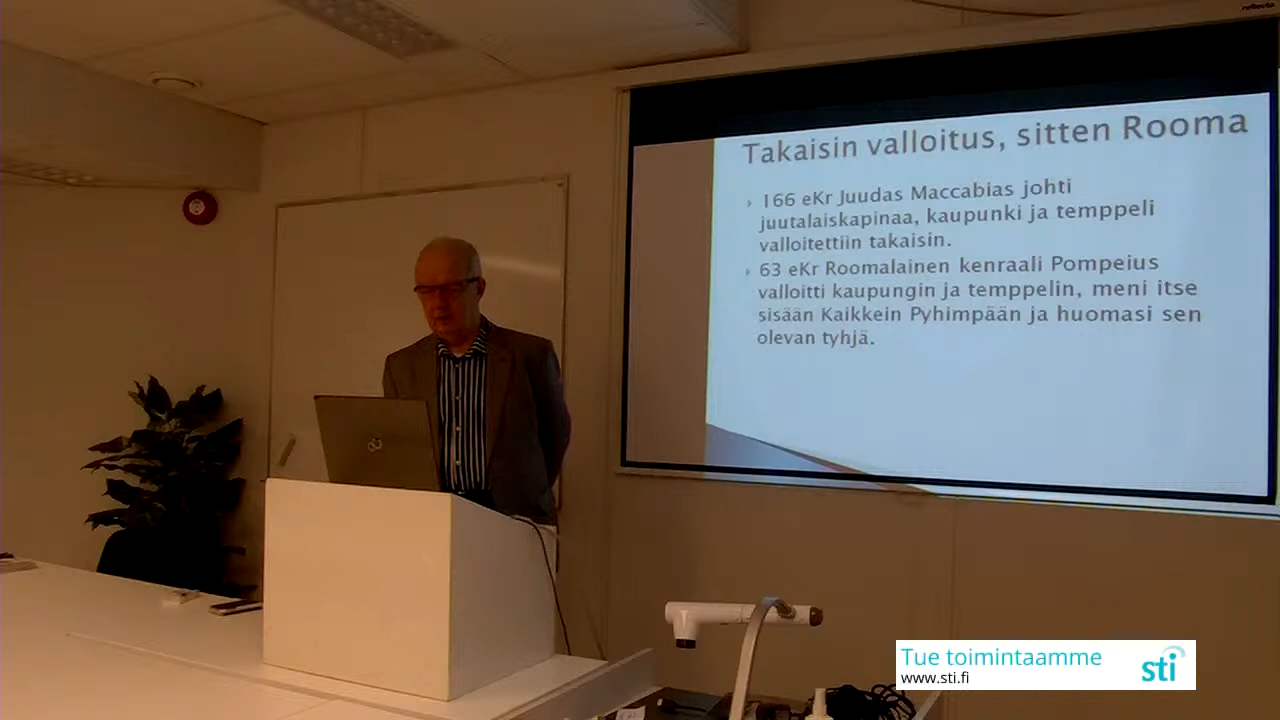 reflecta
Takaisin valloitus, sitten Rooma
166 eKr Juudas Maccabias johti
juutalaiskapinaa, kaupunki ja temppeli
valloitettiin takaisin.
63 eKr Roomalainen kenraali Pompeius
valloitti kaupungin ja temppelin, meni itse
sisään Kaikkein Pyhimpään ja huomasi sen
olevan tyhjä.
Tue toimintaamme
www.sti.fi
sti